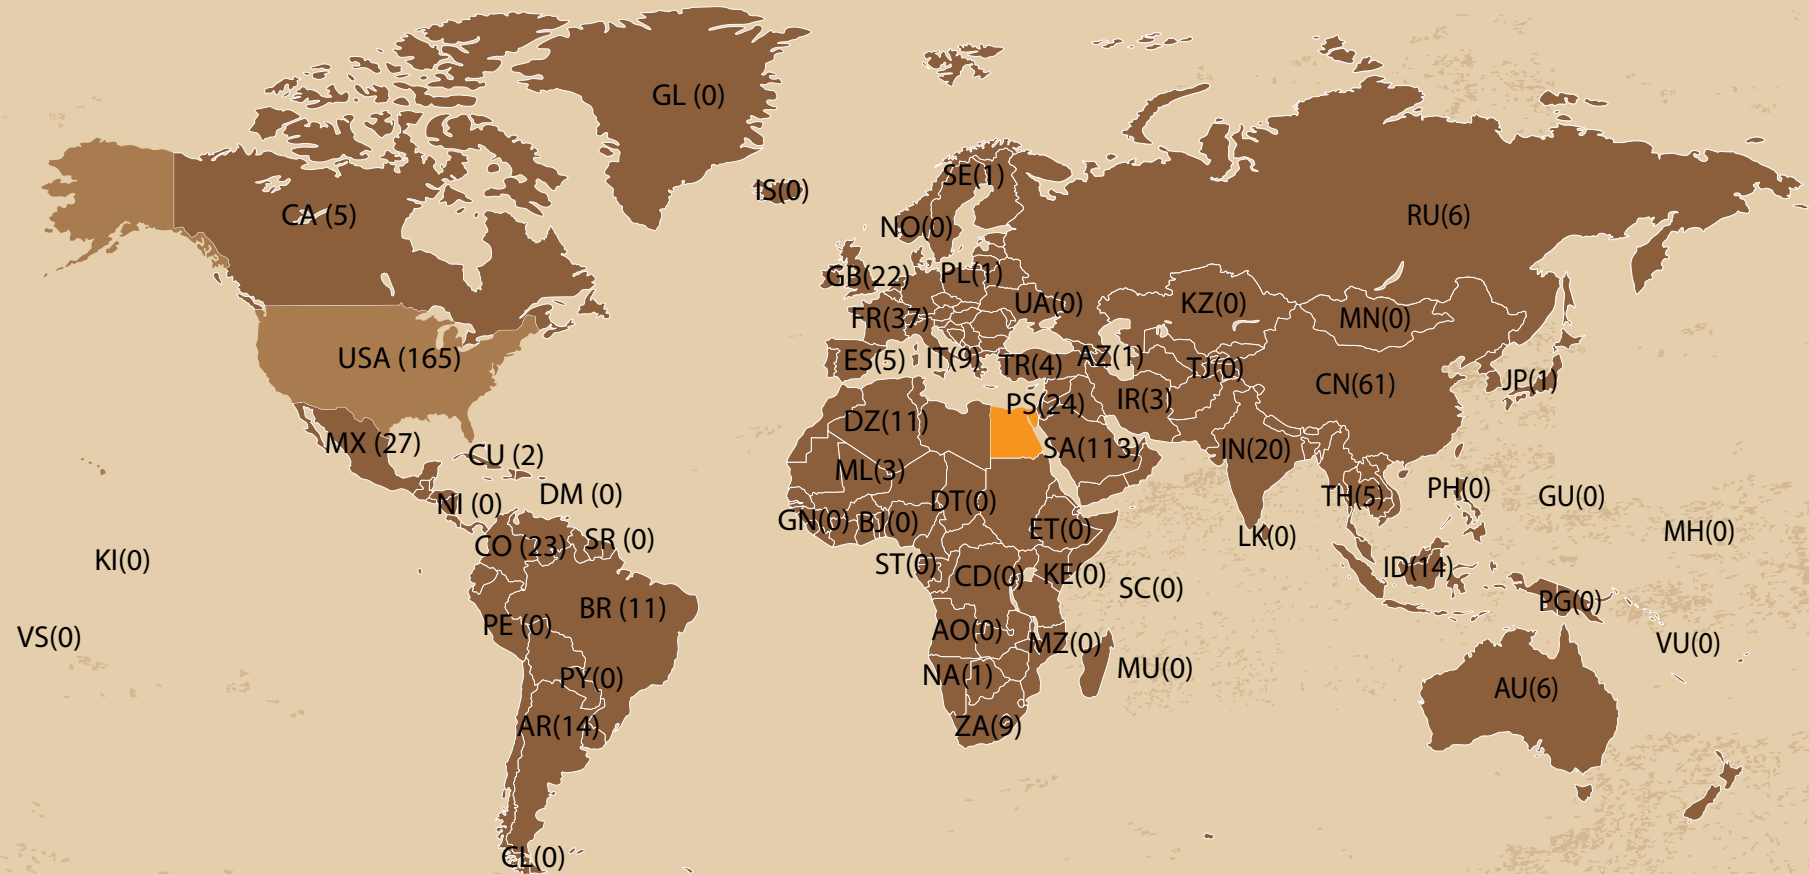 GL (0)
IS(0)
SE(1)
CA (5)
RU(6)
NO(0)
GB(22)
PL(1)
UA(0)
KZ(0)
FR(37)
MN(0)
USA (165)
ES(5)
IT(9)
TR(4)
AZ(1)
TJ(0)
CN(61)
JP(1)
PS(24)
IR(3)
DZ(11)
MX (27)
CU (2)
SA(113)
IN(20)
ML(3)
NI (0)
DM (0)
DT(0)
TH(5)
PH(0)
GU(0)
GN(0)
BJ(0)
ET(0)
LK(0)
MH(0)
CO (23)
SR (0)
KI(0)
ST(0)
CD(0)
KE(0)
SC(0)
ID(14)
PG(0)
BR (11)
VS(0)
PE (0)
AO(0)
MZ(0)
VU(0)
PY(0)
NA(1)
MU(0)
AU(6)
AR(14)
ZA(9)
CL(0)